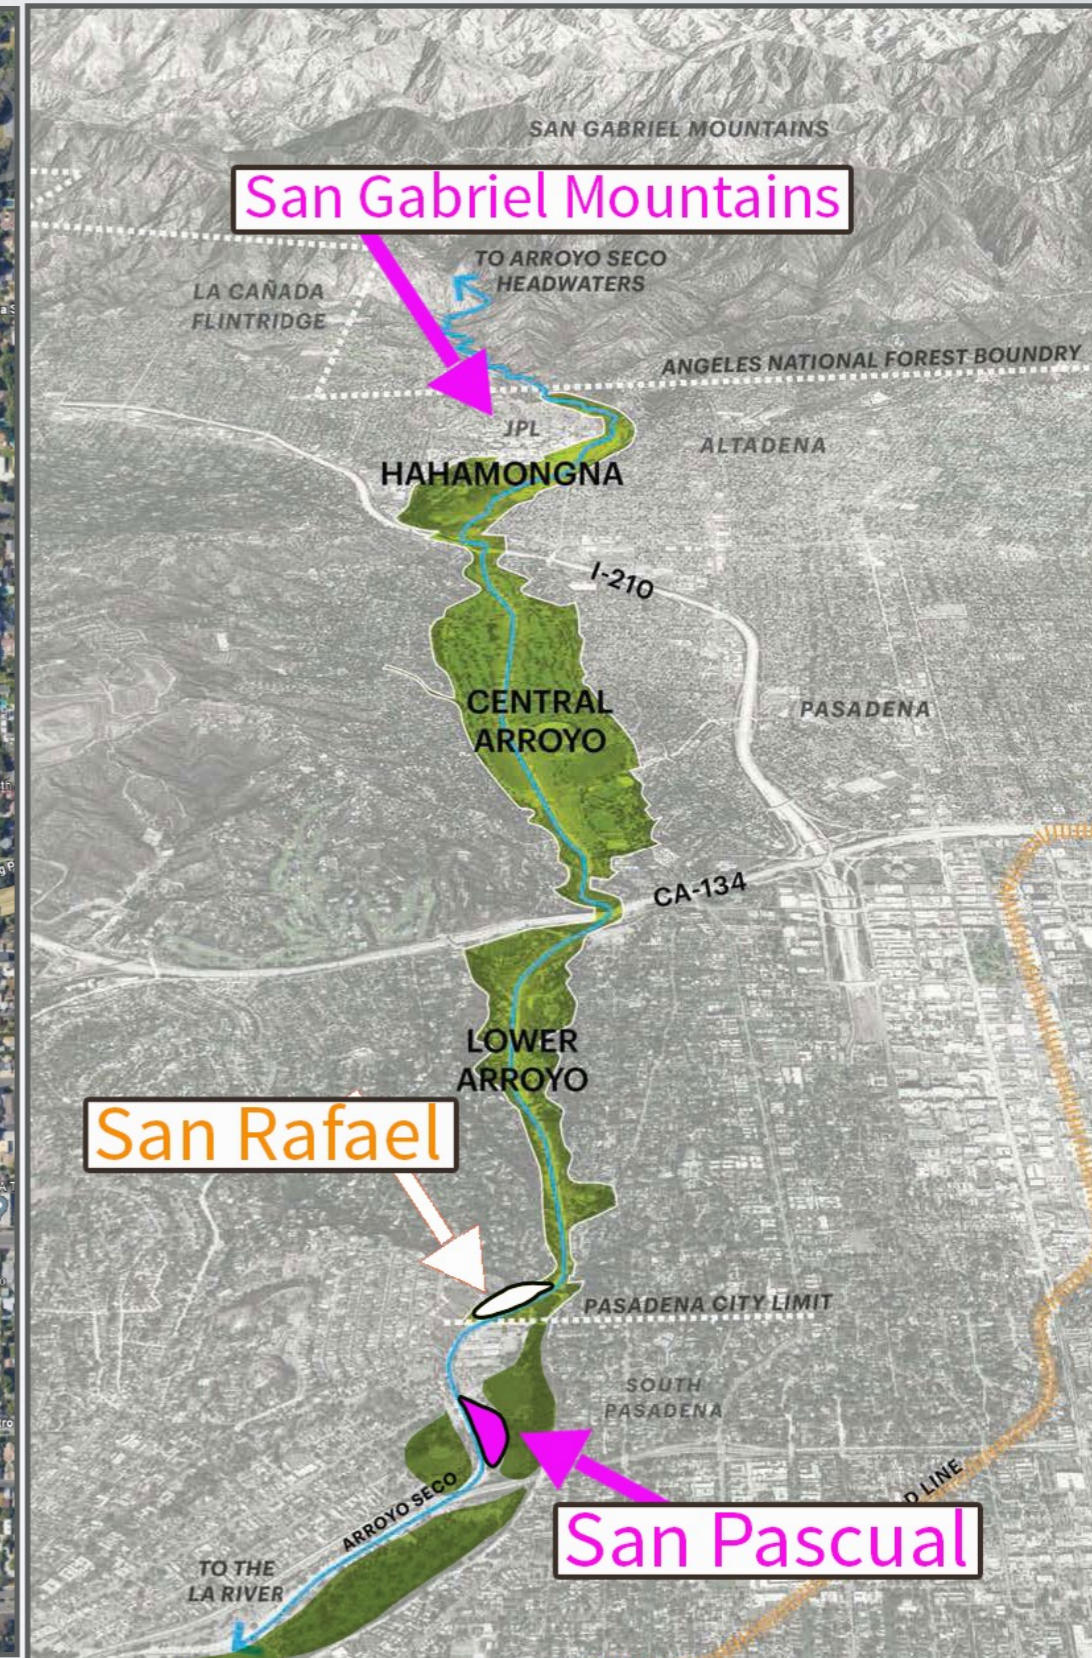 SAN GABRIEL MOUNTAINS
San Gabriel Mountains
TO ARROYO SECO
HEADWATERS
LA CAÑADA
FLINTRIDGE
ANGELES NATIONAL FOREST BOUNDRY
JPL
ALTADENA
HAHAMONGNA
I-210
CENTRAL
ARROYO
PASADENA
CA-134
LOWER
ARROYO
San Rafael
PASADENA CITY LIMIT
SOUTH
PASADENA
ARROYO SECO
D LINE
San Pascual
TO THE
LA RIVER